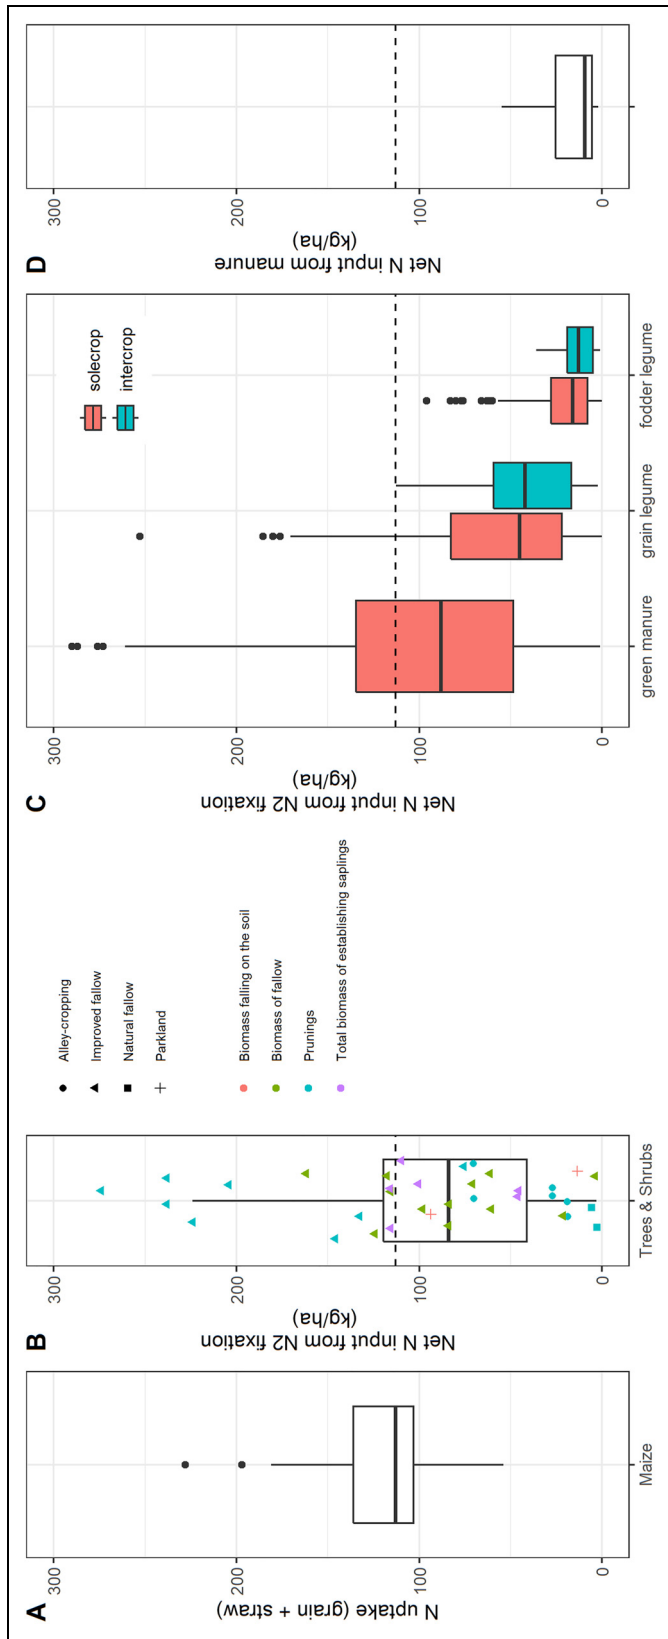 A
N uptake (grain + straw)
(kg/ha)
300
200
100
0
Maize
B
Net N input from N2 fixation
(kg/ha)
300
200
100
0
Trees & Shrubs
Alley-cropping
Improved fallow
Natural fallow
Parkland
Biomass falling on the soil
Biomass of fallow
Prunings
Total biomass of establishing saplings
C
Net N input from N2 fixation
(kg/ha)
300
200
100
0
green manure
grain legume
fodder legume
solecrop
intercrop
D
Net N input from manure
(kg/ha)
300
200
100
0